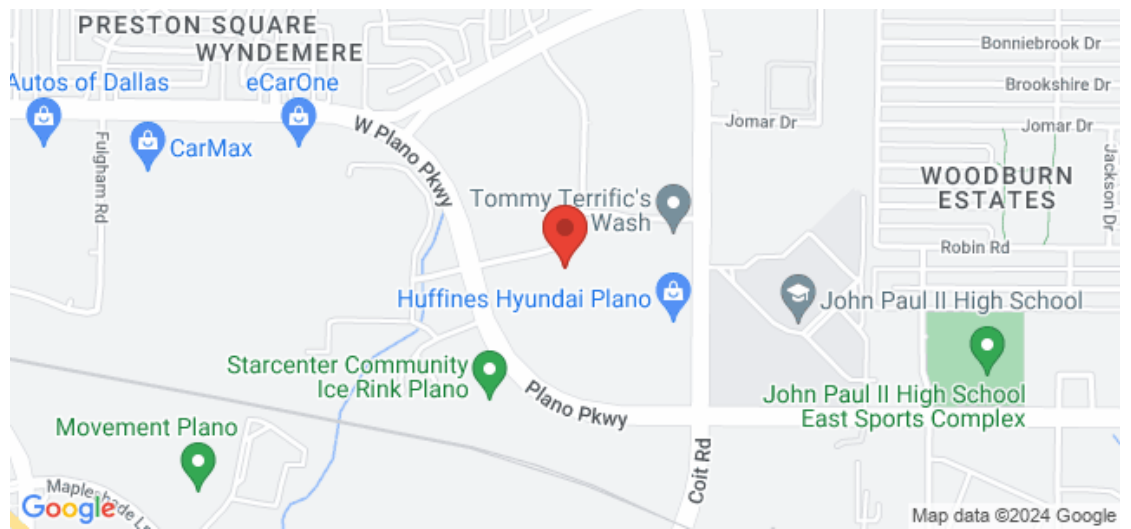 PRESTON SQUARE
WYNDEMERE
Bonniebrook Dr
Autos of Dallas
eCarOne
Brookshire Dr
Jomar Dr
Jomar Dr
W Plano Pkwy
CarMax
Fulgham Rd
Jackson Dr
WOODBURN
ESTATES
Tommy Terrific's
Wash
Robin Rd
Huffines Hyundai Plano
John Paul II High School
Starcenter Community
Ice Rink Plano
Plano Pkwy
John Paul II High School
East Sports Complex
Movement Plano
Coit Rd
Mapleshade Ln
Google
Map data ©2024 Google